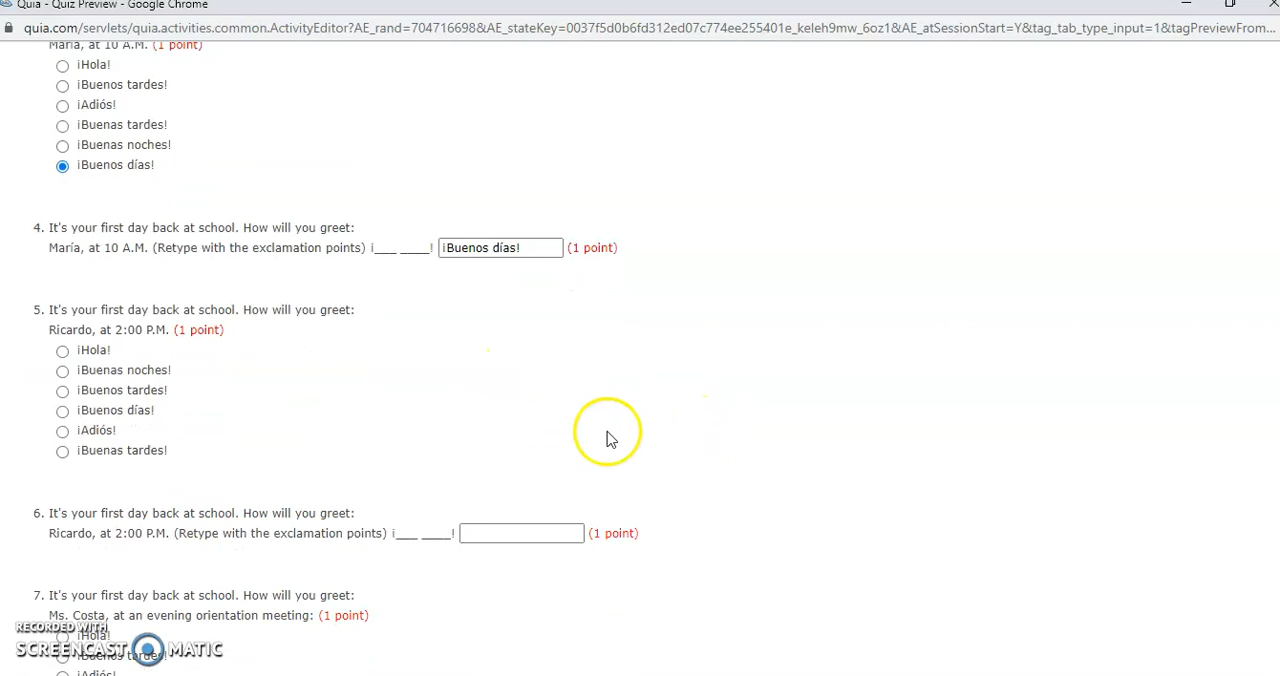 Quia - Quiz Preview - Google Chrome
quia.com/servlets/quia.activities.common.ActivityEditor?AE_rand=704716698&AE_stateKey=0037f5d0b6fd312ed07c774ee255401e_keleh9mw_6oz1&AE_atSessionStart=Y&tag_tab_type_input=1&tagPreviewFrom...
María, at 10 A.M. (1 point)
¡Hola!
¡Buenos tardes!
¡Adiós!
¡Buenas tardes!
¡Buenas noches!
¡Buenos días!
4. It's your first day back at school. How will you greet:
María, at 10 A.M. (Retype with the exclamation points) ¡___ ____! ¡Buenos días! (1 point)
5. It's your first day back at school. How will you greet:
Ricardo, at 2:00 P.M. (1 point)
¡Hola!
¡Buenas noches!
¡Buenos tardes!
¡Buenos días!
¡Adiós!
¡Buenas tardes!
6. It's your first day back at school. How will you greet:
Ricardo, at 2:00 P.M. (Retype with the exclamation points) ¡___ ____! (1 point)
7. It's your first day back at school. How will you greet:
Ms. Costa, at an evening orientation meeting: (1 point)
RECORDED WITH
¡Hola!
SCREENCAST MATIC
¡Buenos tardes!
¡Adiós!